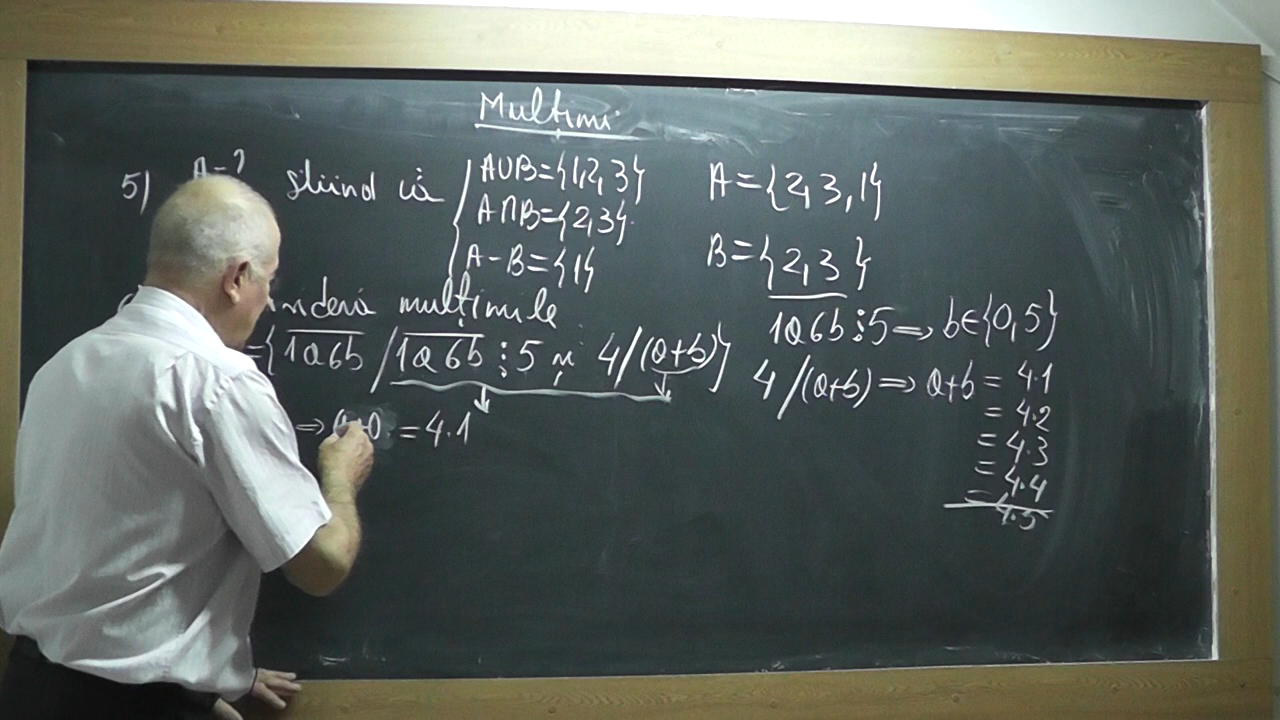 Mulțimi
5) A=? știind că { A∪B={1,2,3}
A∩B={2,3}
A-B={1}
A={2,3,1}
B={2,3}
mulțimile
={1a6b / 1a6b ⋮ 5 și 4/(a+b)}
⇒ = 4·1
1a6b ⋮ 5 ⇒ b∈{0,5}
4/(a+b) ⇒ a+b = 4·1
= 4·2
= 4·3
= 4·4
= 4·5